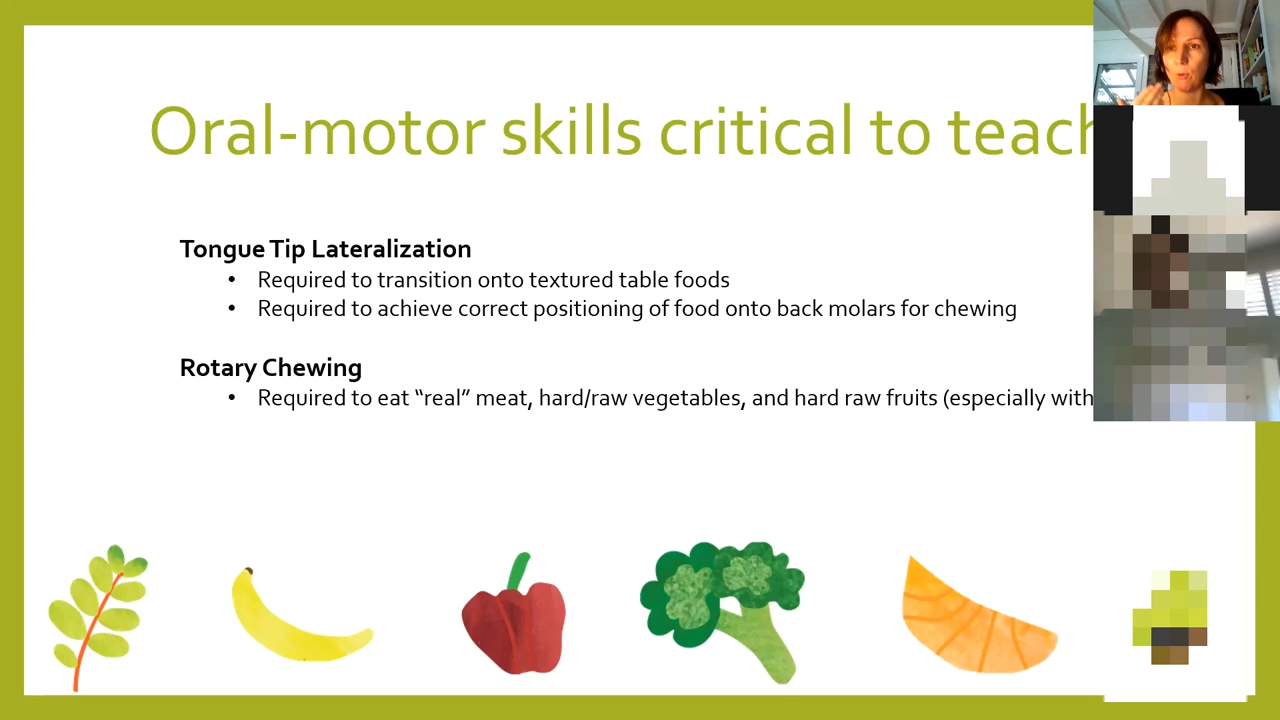 Oral-motor skills critical to teach
Tongue Tip Lateralization
• Required to transition onto textured table foods
• Required to achieve correct positioning of food onto back molars for chewing
Rotary Chewing
• Required to eat “real” meat, hard/raw vegetables, and hard raw fruits (especially with